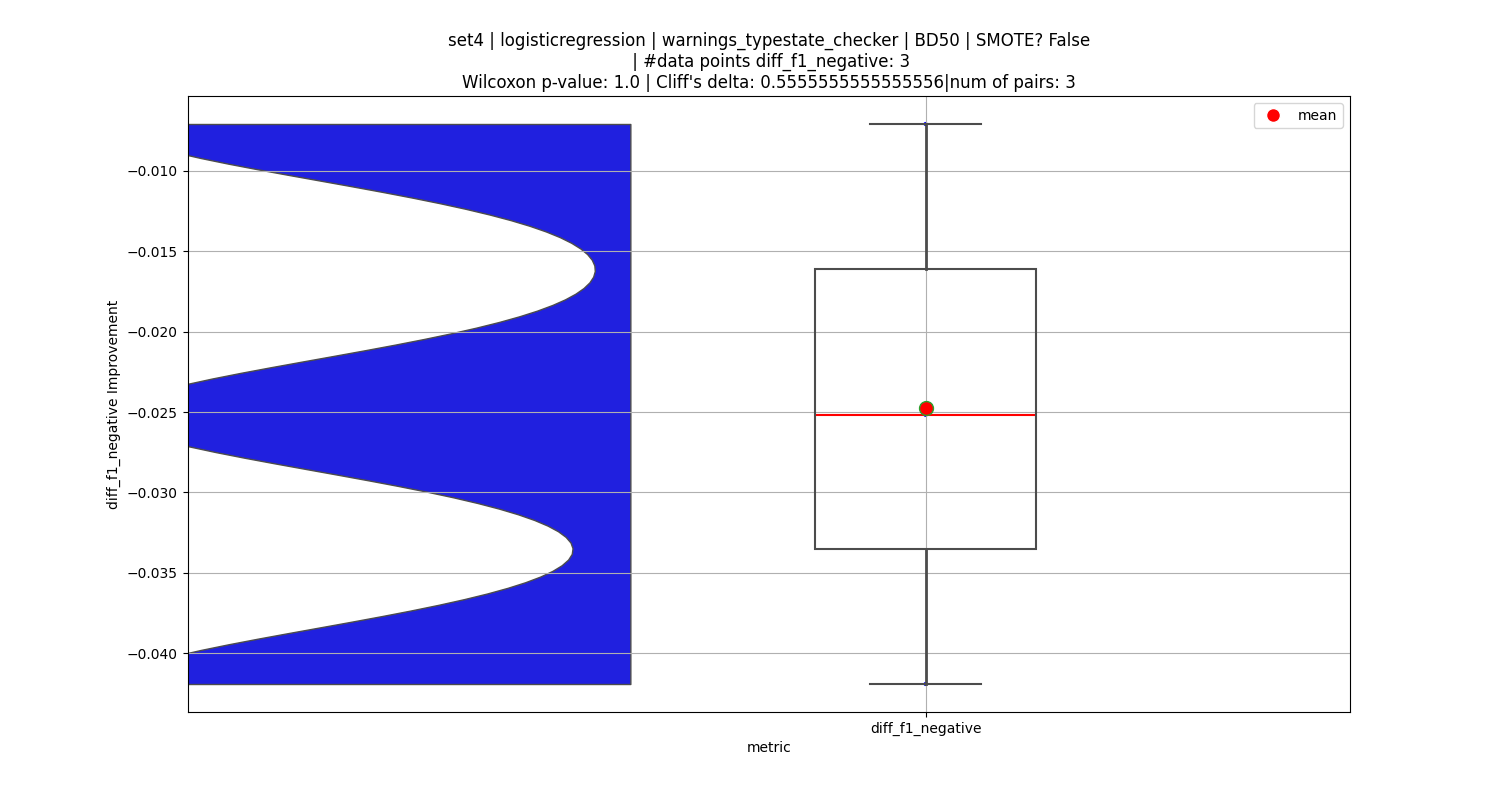 set4 | logisticregression | warnings_typestate_checker | BD50 | SMOTE? False
| #data points diff_f1_negative: 3
Wilcoxon p-value: 1.0 | Cliff's delta: 0.5555555555555556|num of pairs: 3
mean
−0.010
−0.015
−0.020
−0.025
−0.030
−0.035
−0.040
diff_f1_negative Improvement
diff_f1_negative
metric